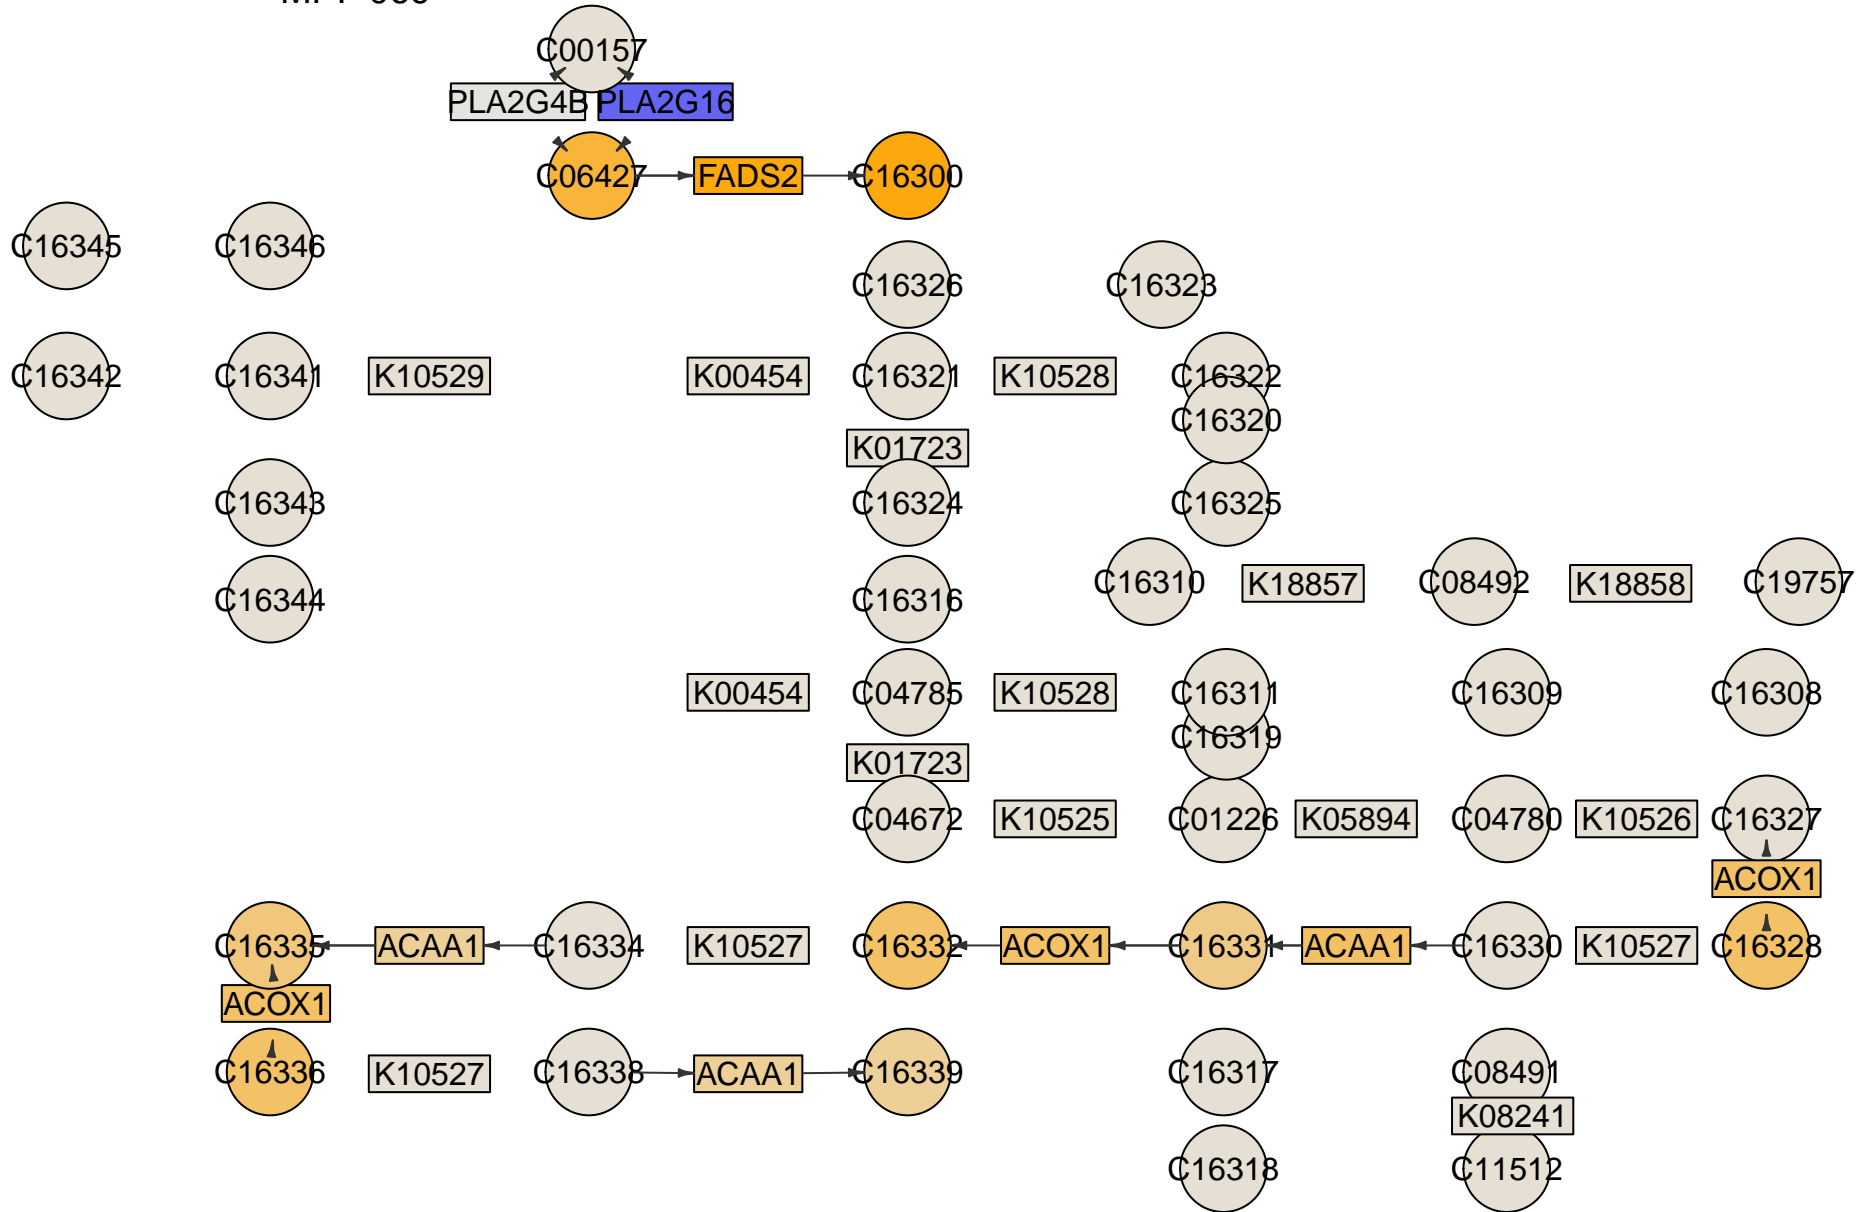 C00157
PLA2G4B PLA2G16
C06427 FADS2 C16300
C16345 C16346
C16326 C16323
C16342 C16341 K10529 K00454 C16321 K10528 C16322
C16320
K01723
C16343 C16324 C16325
C16310 K18857 C08492 K18858 C19757
C16344 C16316
K00454 C04785 K10528 C16311 C16309 C16308
C16319
K01723
C04672 K10525 C01226 K05894 C04780 K10526 C16327
ACOX1
C16335 ACAA1 C16334 K10527 C16332 ACOX1 C16331 ACAA1 C16330 K10527 C16328
ACOX1
C16336 K10527 C16338 ACAA1 C16339 C16317 C08491
K08241
C16318 C11512